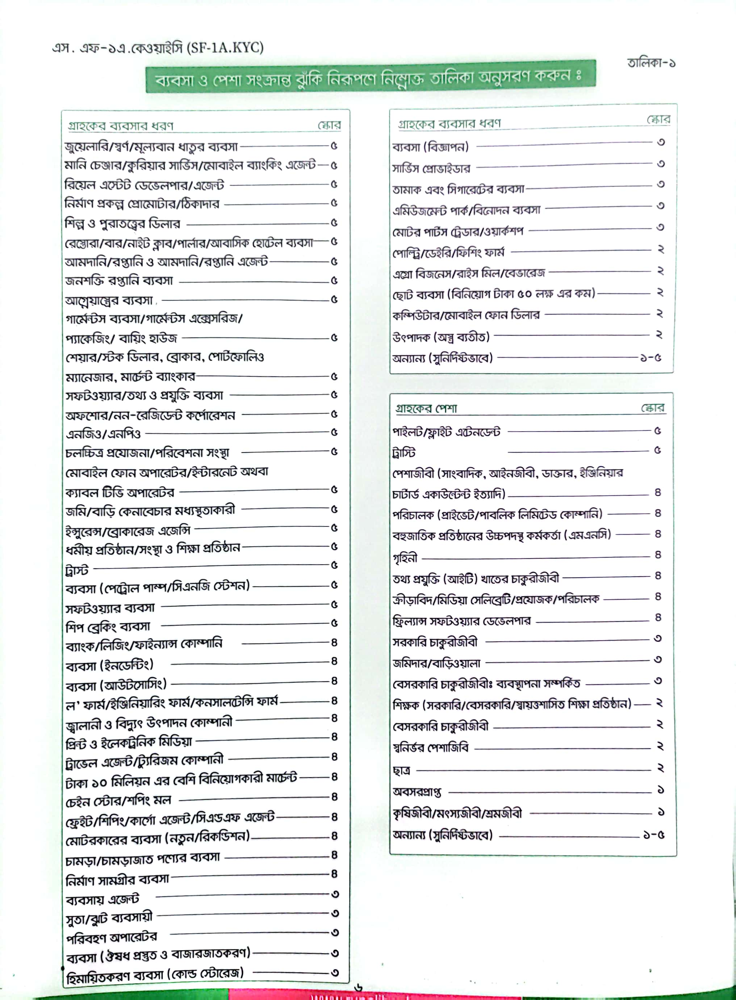 এস. এফ-১এ.কেওয়াইসি (SF-1A.KYC)
তালিকা-১
ব্যবসা ও পেশা সংক্রান্ত ঝুঁকি নিরূপণে নিম্নোক্ত তালিকা অনুসরণ করুন ঃ
গ্রাহকের ব্যবসার ধরণ স্কোর
জুয়েলারি/স্বর্ণ/মূল্যবান ধাতুর ব্যবসা ৫
মানি চেঞ্জার/কুরিয়ার সার্ভিস/মোবাইল ব্যাংকিং এজেন্ট ৫
রিয়েল এস্টেট ডেভেলপার/এজেন্ট ৫
নির্মাণ প্রকল্প প্রোমোটার/ঠিকাদার ৫
শিল্প ও পুরাতত্ত্বের ডিলার ৫
রেস্তোরা/বার/নাইট ক্লাব/পার্লার/আবাসিক হোটেল ব্যবসা ৫
আমদানি/রপ্তানি ও আমদানি/রপ্তানি এজেন্ট ৫
জনশক্তি রপ্তানি ব্যবসা ৫
আগ্নেয়াস্ত্রের ব্যবসা ৫
গার্মেন্টস ব্যবসা/গার্মেন্টস এক্সেসরিজ/
প্যাকেজিং/ বায়িং হাউজ ৫
শেয়ার/স্টক ডিলার, ব্রোকার, পোর্টফোলিও
ম্যানেজার, মার্চেন্ট ব্যাংকার ৫
সফটওয়্যার/তথ্য ও প্রযুক্তি ব্যবসা ৫
অফশোর/নন-রেজিডেন্ট কর্পোরেশন ৫
এনজিও/এনপিও ৫
চলচ্চিত্র প্রযোজনা/পরিবেশনা সংস্থা ৫
মোবাইল ফোন অপারেটর/ইন্টারনেট অথবা
ক্যাবল টিভি অপারেটর ৫
জমি/বাড়ি কেনাবেচার মধ্যস্থতাকারী ৫
ইন্সুরেন্স/ব্রোকারেজ এজেন্সি ৫
ধর্মীয় প্রতিষ্ঠান/সংস্থা ও শিক্ষা প্রতিষ্ঠান ৫
ট্রাস্ট ৫
ব্যবসা (পেট্রোল পাম্প/সিএনজি স্টেশন) ৫
সফটওয়্যার ব্যবসা ৫
শিপ ব্রেকিং ব্যবসা ৫
ব্যাংক/লিজিং/ফাইন্যান্স কোম্পানি ৪
ব্যবসা (ইনডেন্টিং) ৪
ব্যবসা (আউটসোর্সিং) ৪
ল' ফার্ম/ইঞ্জিনিয়ারিং ফার্ম/কনসালটেন্সি ফার্ম ৪
জ্বালানী ও বিদ্যুৎ উৎপাদন কোম্পানী ৪
প্রিন্ট ও ইলেকট্রনিক মিডিয়া ৪
ট্রাভেল এজেন্ট/ট্যুরিজম কোম্পানী ৪
টাকা ১০ মিলিয়ন এর বেশি বিনিয়োগকারী মার্চেন্ট ৪
চেইন স্টোর/শপিং মল ৪
ফ্রেইট/শিপিং/কার্গো এজেন্ট/সিএন্ডএফ এজেন্ট ৪
মোটরকারের ব্যবসা (নতুন/রিকন্ডিশন) ৪
চামড়া/চামড়াজাত পণ্যের ব্যবসা ৪
নির্মাণ সামগ্রীর ব্যবসা ৪
ব্যবসায় এজেন্ট ৩
সুতা/ঝুট ব্যবসায়ী ৩
পরিবহণ অপারেটর ৩
ব্যবসা (ঔষধ প্রস্তুত ও বাজারজাতকরণ) ৩
হিমায়িতকরণ ব্যবসা (কোল্ড স্টোরেজ) ৩
গ্রাহকের ব্যবসার ধরণ স্কোর
ব্যবসা (বিজ্ঞাপন) ৩
সার্ভিস প্রোভাইডার ৩
তামাক এবং সিগারেটের ব্যবসা ৩
এমিউজমেন্ট পার্ক/বিনোদন ব্যবসা ৩
মোটর পার্টস ট্রেডার/ওয়ার্কশপ ৩
পোল্ট্রি/ডেইরি/ফিশিং ফার্ম ২
এগ্রো বিজনেস/রাইস মিল/বেভারেজ ২
ছোট ব্যবসা (বিনিয়োগ টাকা ৫০ লক্ষ এর কম) ২
কম্পিউটার/মোবাইল ফোন ডিলার ২
উৎপাদক (অস্ত্র ব্যতীত) ২
অন্যান্য (সুনির্দিষ্টভাবে) ১-৫
গ্রাহকের পেশা স্কোর
পাইলট/ফ্লাইট এটেনডেন্ট ৫
ট্রাস্টি ৫
পেশাজীবী (সাংবাদিক, আইনজীবী, ডাক্তার, ইঞ্জিনিয়ার
চার্টার্ড একাউন্টেন্ট ইত্যাদি) ৪
পরিচালক (প্রাইভেট/পাবলিক লিমিটেড কোম্পানি) ৪
বহুজাতিক প্রতিষ্ঠানের উচ্চপদস্থ কর্মকর্তা (এমএনসি) ৪
গৃহিনী ৪
তথ্য প্রযুক্তি (আইটি) খাতের চাকুরীজীবী ৪
ক্রীড়াবিদ/মিডিয়া সেলিব্রেটি/প্রযোজক/পরিচালক ৪
ফ্রিল্যান্স সফটওয়্যার ডেভেলপার ৪
সরকারি চাকুরীজীবী ৩
জমিদার/বাড়িওয়ালা ৩
বেসরকারি চাকুরীজীবীঃ ব্যবস্থাপনা সম্পর্কিত ৩
শিক্ষক (সরকারি/বেসরকারি/স্বায়ত্তশাসিত শিক্ষা প্রতিষ্ঠান) ২
বেসরকারি চাকুরীজীবী ২
স্বনির্ভর পেশাজিবি ২
ছাত্র ২
অবসরপ্রাপ্ত ১
কৃষিজীবী/মৎস্যজীবী/শ্রমজীবী ১
অন্যান্য (সুনির্দিষ্টভাবে) ১-৫
৬